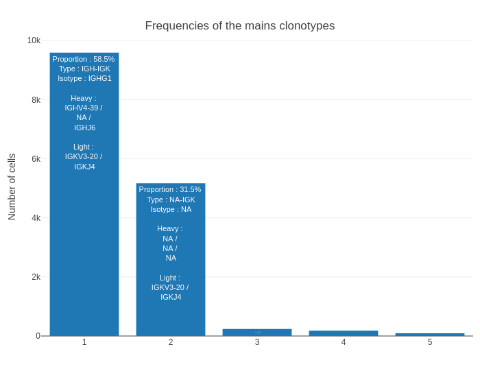 Frequencies of the mains clonotypes
Number of cells
10k
8k
6k
4k
2k
0
Proportion : 58.5%
Type : IGH-IGK
Isotype : IGHG1
Heavy :
IGHV4-39 /
NA /
IGHJ6
Light :
IGKV3-20 /
IGKJ4
Proportion : 31.5%
Type : NA-IGK
Isotype : NA
Heavy :
NA /
NA /
NA
Light :
IGKV3-20 /
IGKJ4
1
2
3
4
5